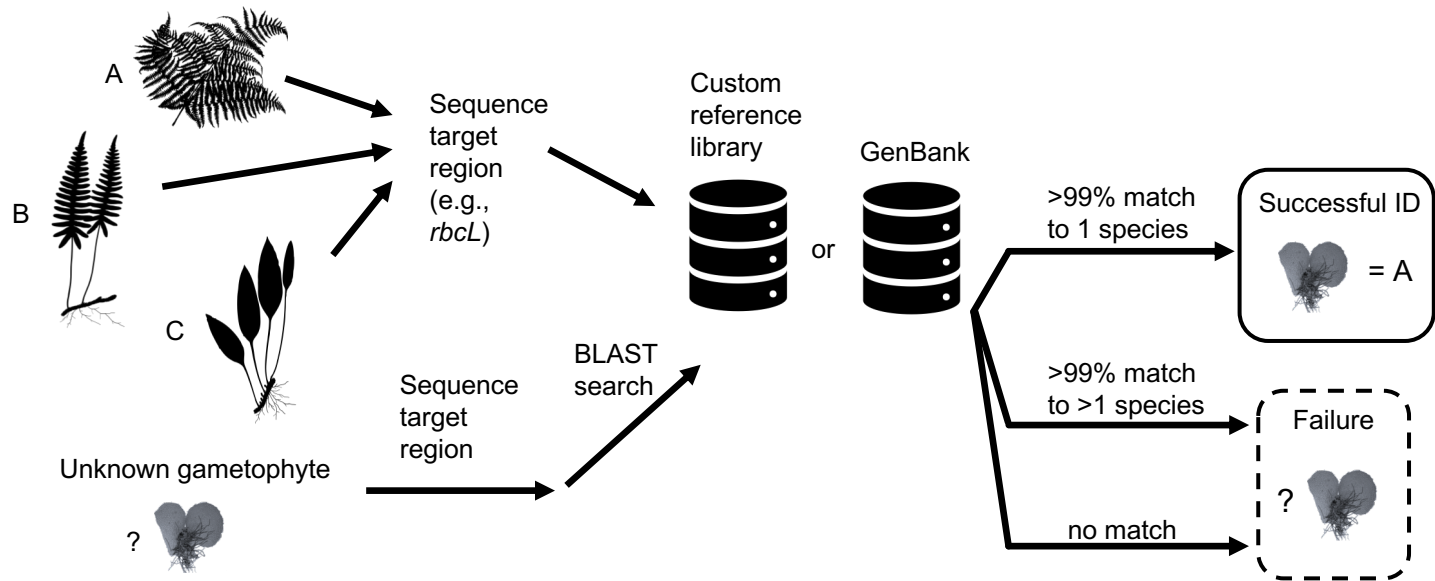 A
B
C
Sequence
target
region
(e.g.,
rbcL)
Custom
reference
library
or
GenBank
Unknown gametophyte
?
Sequence
target
region
BLAST
search
>99% match
to 1 species
Successful ID
= A
>99% match
to >1 species
no match
Failure
?